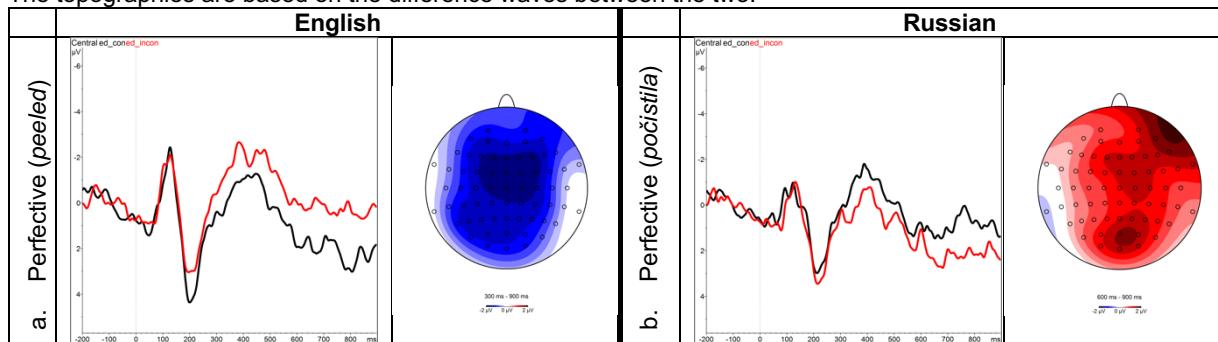 The topographies are based on the difference waves between the two.
English
Russian
a. Perfective (peeled)
Central ed_coned_incon
µV
-6
-4
-2
0
2
4
-200 -100 0 100 200 300 400 500 600 700 800 ms
300 ms - 900 ms
-2 µV 0 µV 2 µV
b. Perfective (počistila)
Central ed_coned_incon
µV
-6
-4
-2
0
2
4
-200 -100 0 100 200 300 400 500 600 700 800 ms
600 ms - 900 ms
-2 µV 0 µV 2 µV